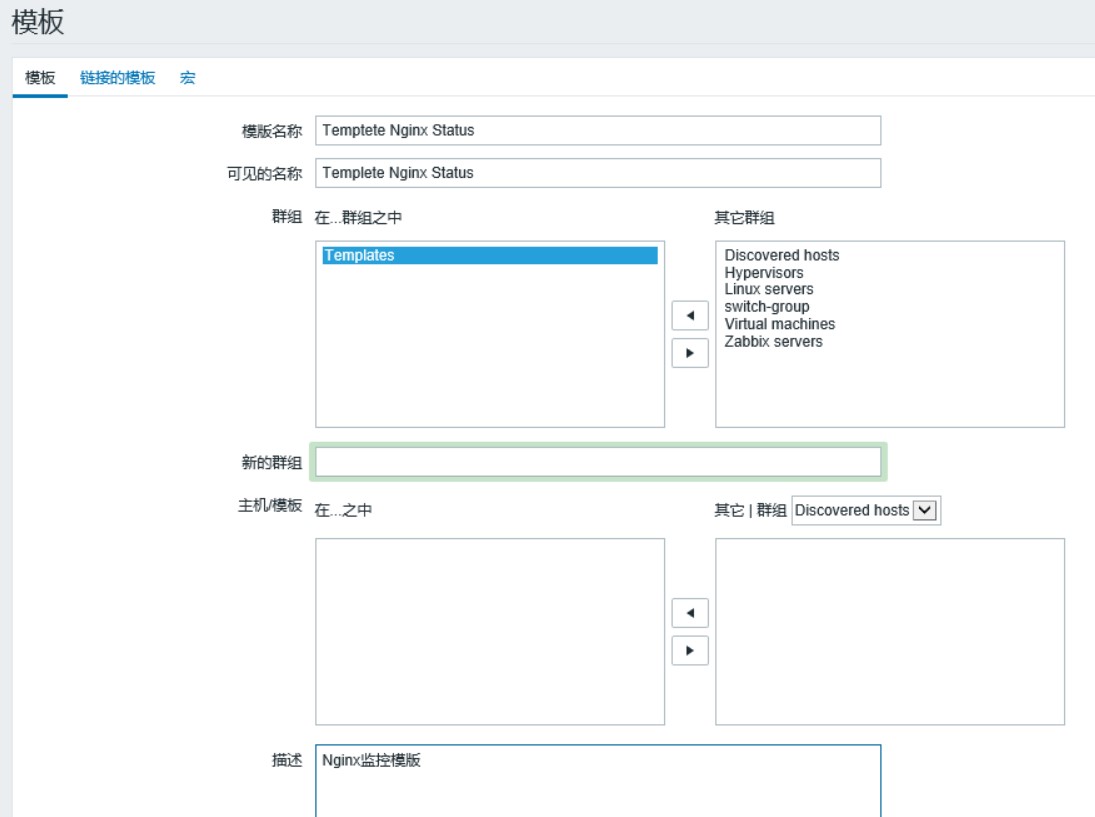 模板
模板 链接的模板 宏
模版名称 Temptete Nginx Status
可见的名称 Templete Nginx Status
群组 在...群组之中 其它群组
Templates
Discovered hosts
Hypervisors
Linux servers
switch-group
Virtual machines
Zabbix servers
新的群组
主机/模板 在...之中 其它 | 群组 Discovered hosts
描述 Nginx监控模版